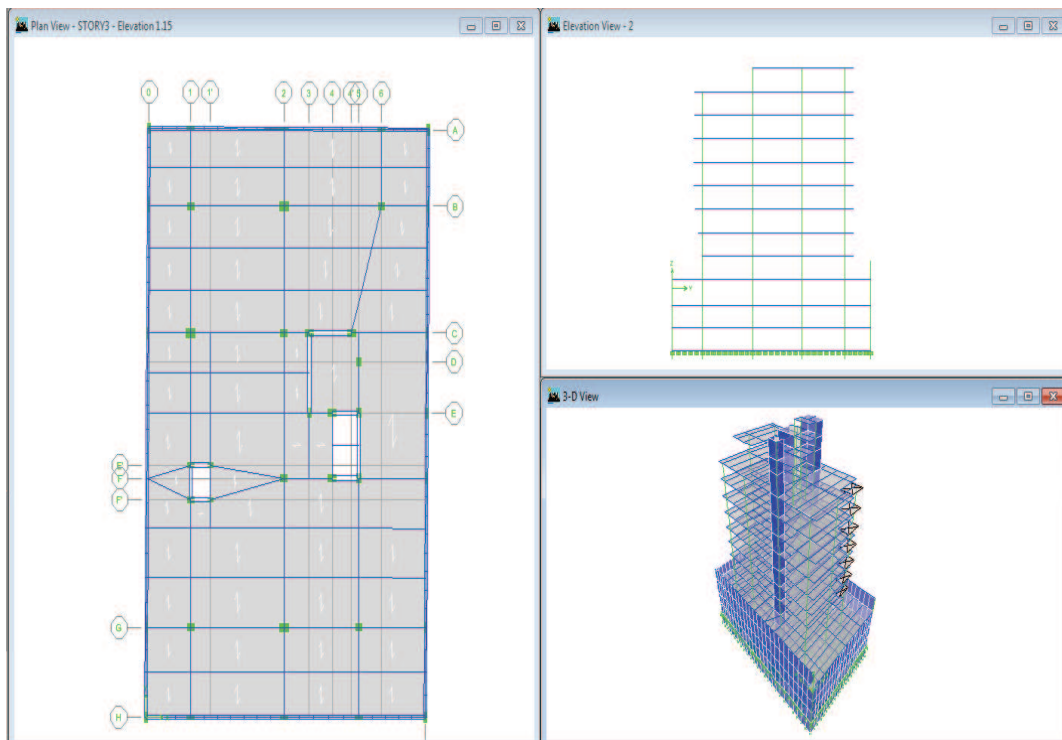 Plan View - STORY3 - Elevation 1.15
0 1 1' 2 3 4 4' 5 6
A
B
C
D
E
E'
F
F'
G
H
Elevation View - 2
Z
Y
3-D View